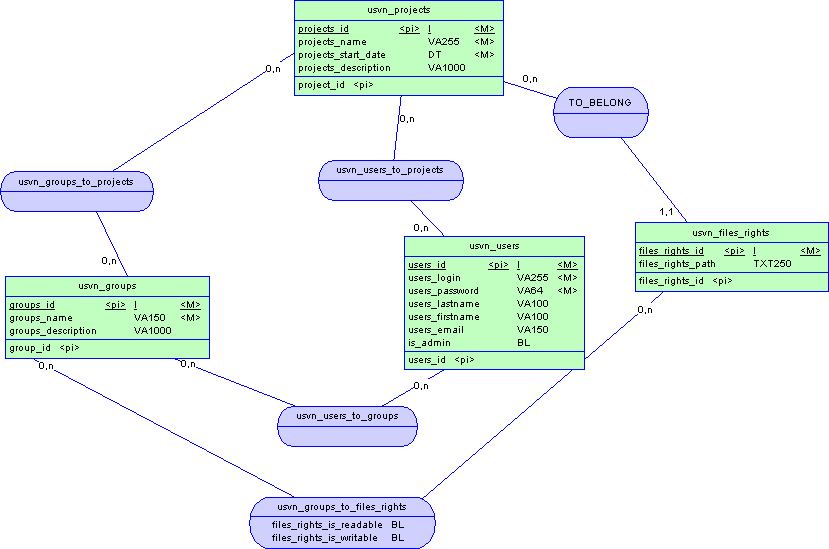 usvn_projects
projects_id <pi> I <M>
projects_name VA255 <M>
projects_start_date DT <M>
projects_description VA1000
project_id <pi>
0,n
0,n
0,n
TO_BELONG
usvn_groups_to_projects
usvn_users_to_projects
1,1
0,n
0,n
usvn_files_rights
files_rights_id <pi> I <M>
files_rights_path TXT250
files_rights_id <pi>
usvn_users
users_id <pi> I <M>
users_login VA255 <M>
users_password VA64 <M>
users_lastname VA100
users_firstname VA100
users_email VA150
is_admin BL
users_id <pi>
usvn_groups
groups_id <pi> I <M>
groups_name VA150 <M>
groups_description VA1000
group_id <pi>
0,n
0,n
0,n
0,n
usvn_users_to_groups
usvn_groups_to_files_rights
files_rights_is_readable BL
files_rights_is_writable BL